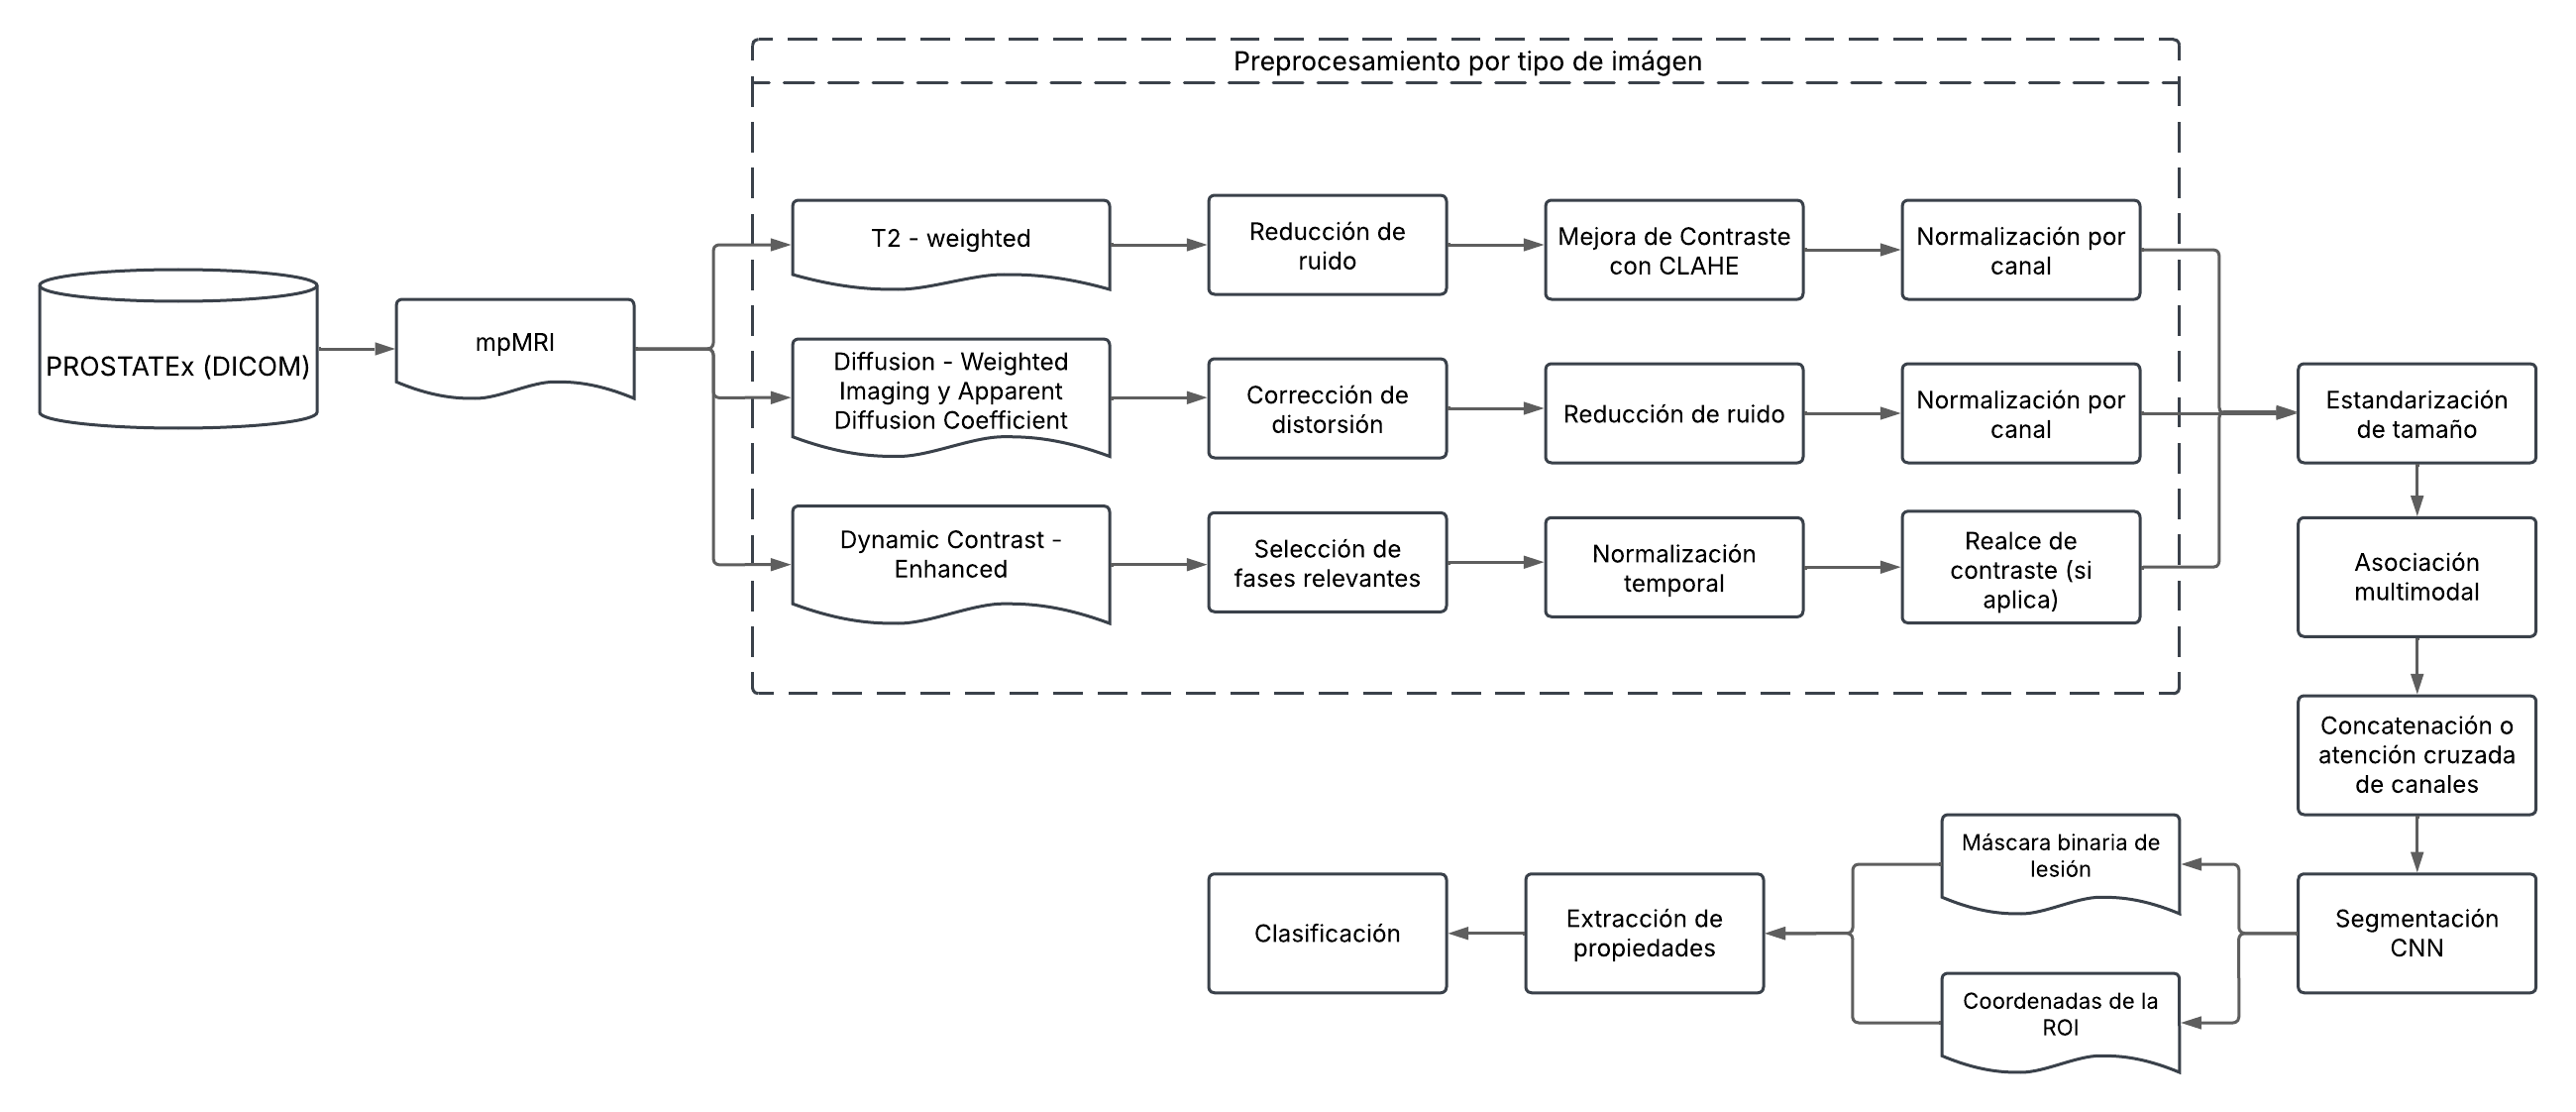 Preprocesamiento por tipo de imágen
PROSTATEx (DICOM)
mpMRI
T2 - weighted
Reducción de
ruido
Mejora de Contraste
con CLAHE
Normalización por
canal
Diffusion - Weighted
Imaging y Apparent
Diffusion Coefficient
Corrección de
distorsión
Reducción de ruido
Normalización por
canal
Dynamic Contrast -
Enhanced
Selección de
fases relevantes
Normalización
temporal
Realce de
contraste (si
aplica)
Estandarización
de tamaño
Asociación
multimodal
Concatenación o
atención cruzada
de canales
Segmentación
CNN
Máscara binaria de
lesión
Coordenadas de la
ROI
Extracción de
propiedades
Clasificación